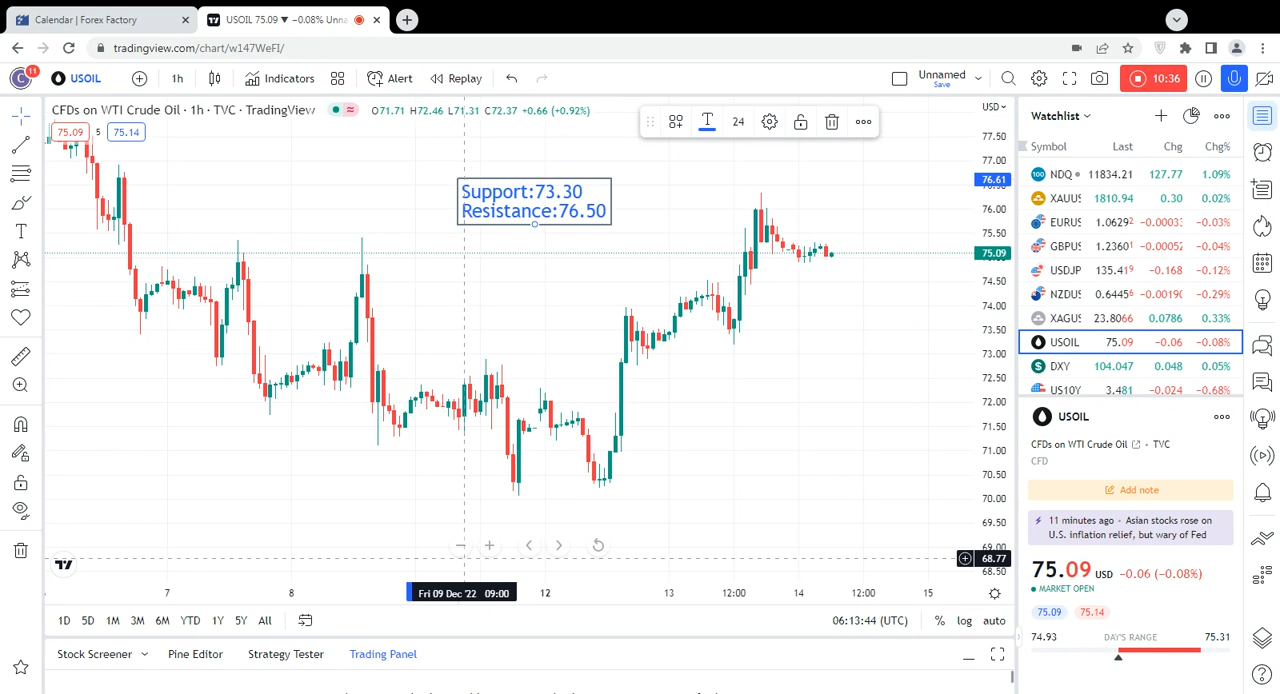 Calendar | Forex Factory
USOIL 75.09 ▼ −0.08% Unna
tradingview.com/chart/w147WeFI/
C 11 USOIL 1h Indicators Alert Replay Unnamed Save 10:36
CFDs on WTI Crude Oil · 1h · TVC · TradingView O71.71 H72.46 L71.31 C72.37 +0.66 (+0.92%)
75.09 5 75.14
24
Support:73.30
Resistance:76.50
USD
77.50
77.00
76.61
76.00
75.50
75.09
74.50
74.00
73.50
73.00
72.50
72.00
71.50
71.00
70.50
70.00
69.50
69.00
68.77
68.50
7 8 Fri 09 Dec '22 09:00 12 13 12:00 14 12:00 15
1D 5D 1M 3M 6M YTD 1Y 5Y All 06:13:44 (UTC) % log auto
Stock Screener Pine Editor Strategy Tester Trading Panel
Watchlist
Symbol Last Chg Chg%
NDQ 11834.21 127.77 1.09%
XAUUS 1810.94 0.30 0.02%
EURUS 1.06292 −0.00033 −0.03%
GBPUS 1.23601 −0.00052 −0.04%
USDJP 135.419 −0.168 −0.12%
NZDUS 0.64456 −0.00190 −0.29%
XAGUS 23.8066 0.0786 0.33%
USOIL 75.09 −0.06 −0.08%
DXY 104.047 0.048 0.05%
US10Y 3.481 −0.024 −0.68%
USOIL
CFDs on WTI Crude Oil · TVC
CFD
Add note
11 minutes ago · Asian stocks rose on
U.S. inflation relief, but wary of Fed
75.09 USD −0.06 (−0.08%)
MARKET OPEN
75.09 75.14
74.93 DAY'S RANGE 75.31